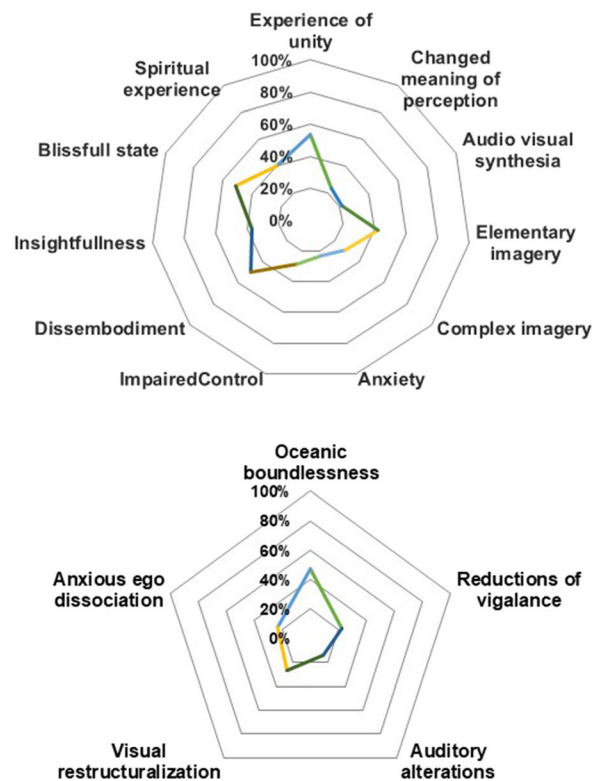 Experience of
unity
100%
Changed
meaning of
perception
Spiritual
experience
80%
60%
Audio visual
synthesia
Blissfull state
40%
20%
0%
Insightfullness
Elementary
imagery
Dissembodiment
Complex imagery
ImpairedControl
Anxiety
Oceanic
boundlessness
100%
80%
60%
Anxious ego
dissociation
Reductions of
vigalance
40%
20%
0%
Visual
restructuralization
Auditory
alterations